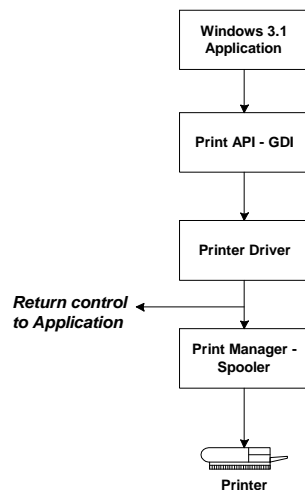 Windows 3.1
Application
Print API - GDI
Printer Driver
Return control
to Application
Print Manager -
Spooler
Printer